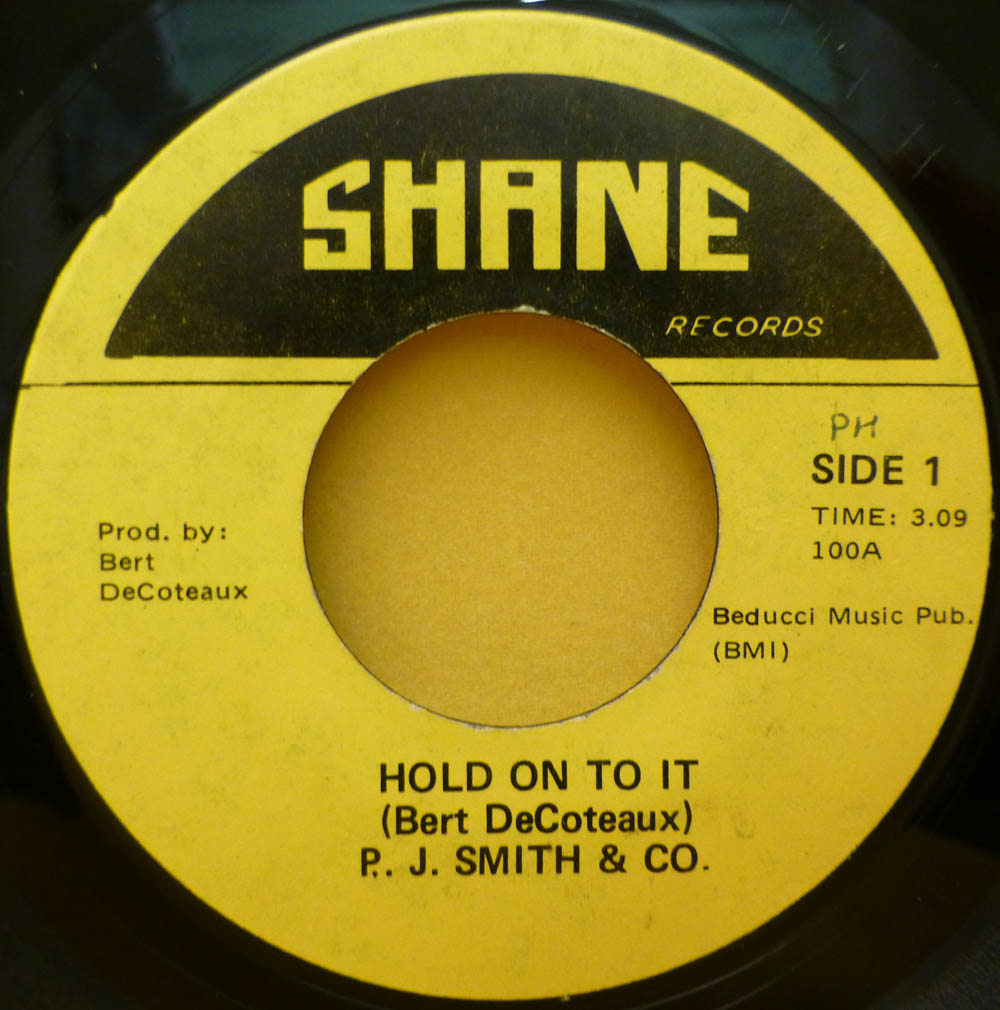 SHANE
RECORDS
PH
SIDE 1
TIME: 3.09
100A
Prod. by:
Bert
DeCoteaux
Beducci Music Pub.
(BMI)
HOLD ON TO IT
(Bert DeCoteaux)
P.. J. SMITH & CO.